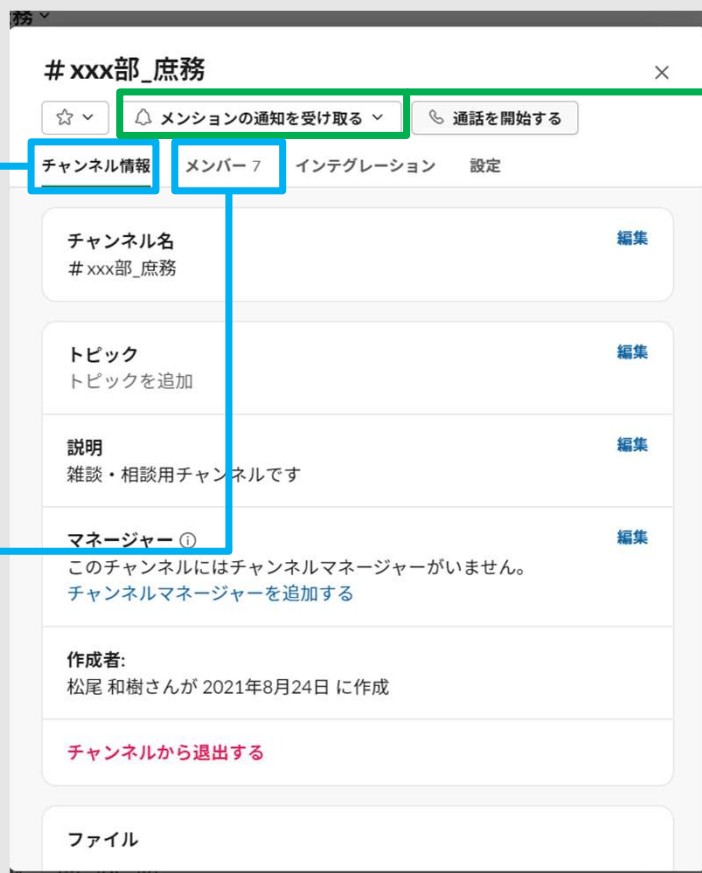 務
# xxx部_庶務
メンションの通知を受け取る
通話を開始する
チャンネル情報 メンバー 7 インテグレーション 設定
チャンネル名 編集
# xxx部_庶務
トピック 編集
トピックを追加
説明 編集
雑談・相談用チャンネルです
マネージャー 編集
このチャンネルにはチャンネルマネージャーがいません。
チャンネルマネージャーを追加する
作成者:
松尾 和樹さんが 2021年8月24日 に作成
チャンネルから退出する
ファイル